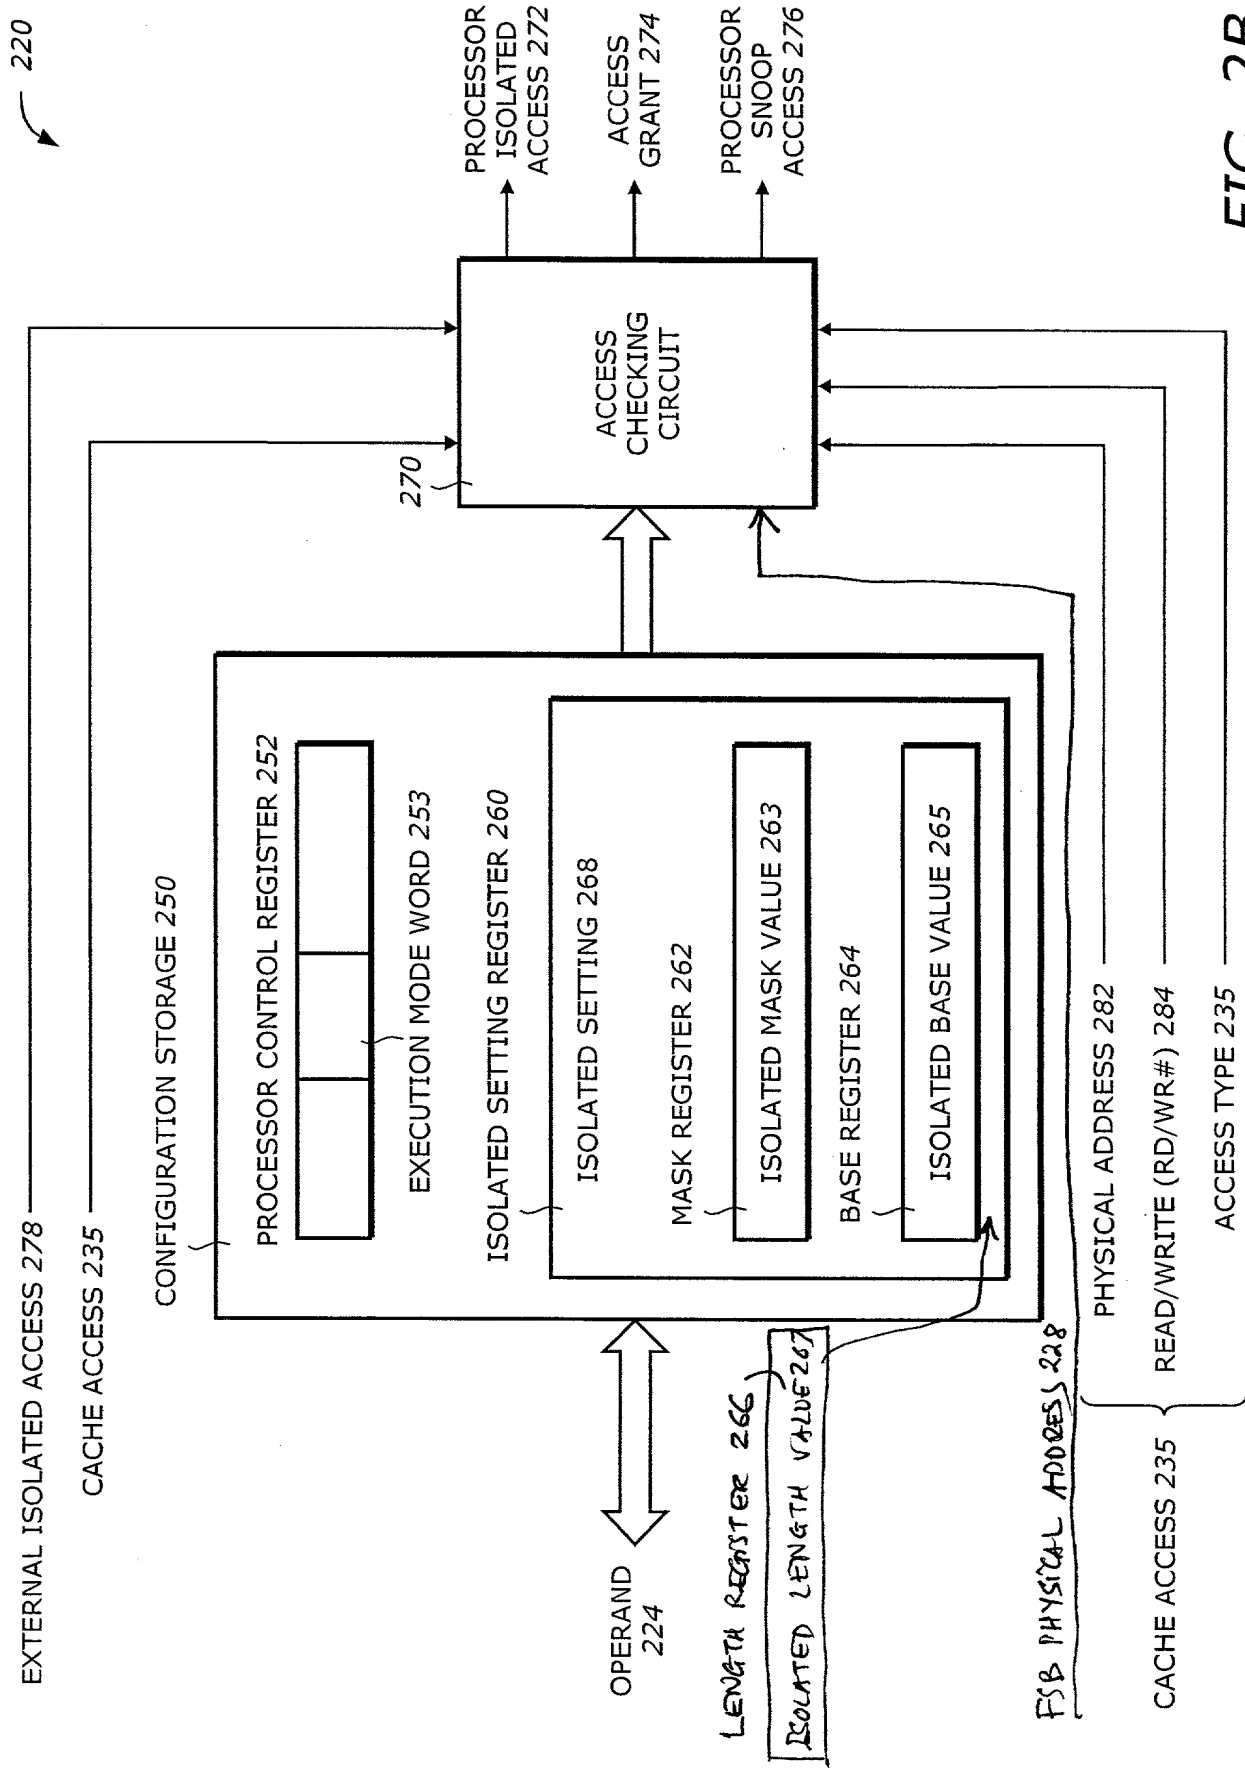 220
EXTERNAL ISOLATED ACCESS 278
CACHE ACCESS 235
CONFIGURATION STORAGE 250
PROCESSOR CONTROL REGISTER 252
EXECUTION MODE WORD 253
ISOLATED SETTING REGISTER 260
ISOLATED SETTING 268
MASK REGISTER 262
ISOLATED MASK VALUE 263
BASE REGISTER 264
ISOLATED BASE VALUE 265
OPERAND
224
LENGTH REGISTER 266
ISOLATED LENGTH VALUE 267
270
ACCESS
CHECKING
CIRCUIT
PROCESSOR
ISOLATED
ACCESS 272
ACCESS
GRANT 274
PROCESSOR
SNOOP
ACCESS 276
FSB PHYSICAL ADDRESS 228
CACHE ACCESS 235
PHYSICAL ADDRESS 282
READ/WRITE (RD/WR#) 284
ACCESS TYPE 235
FIG. 2B